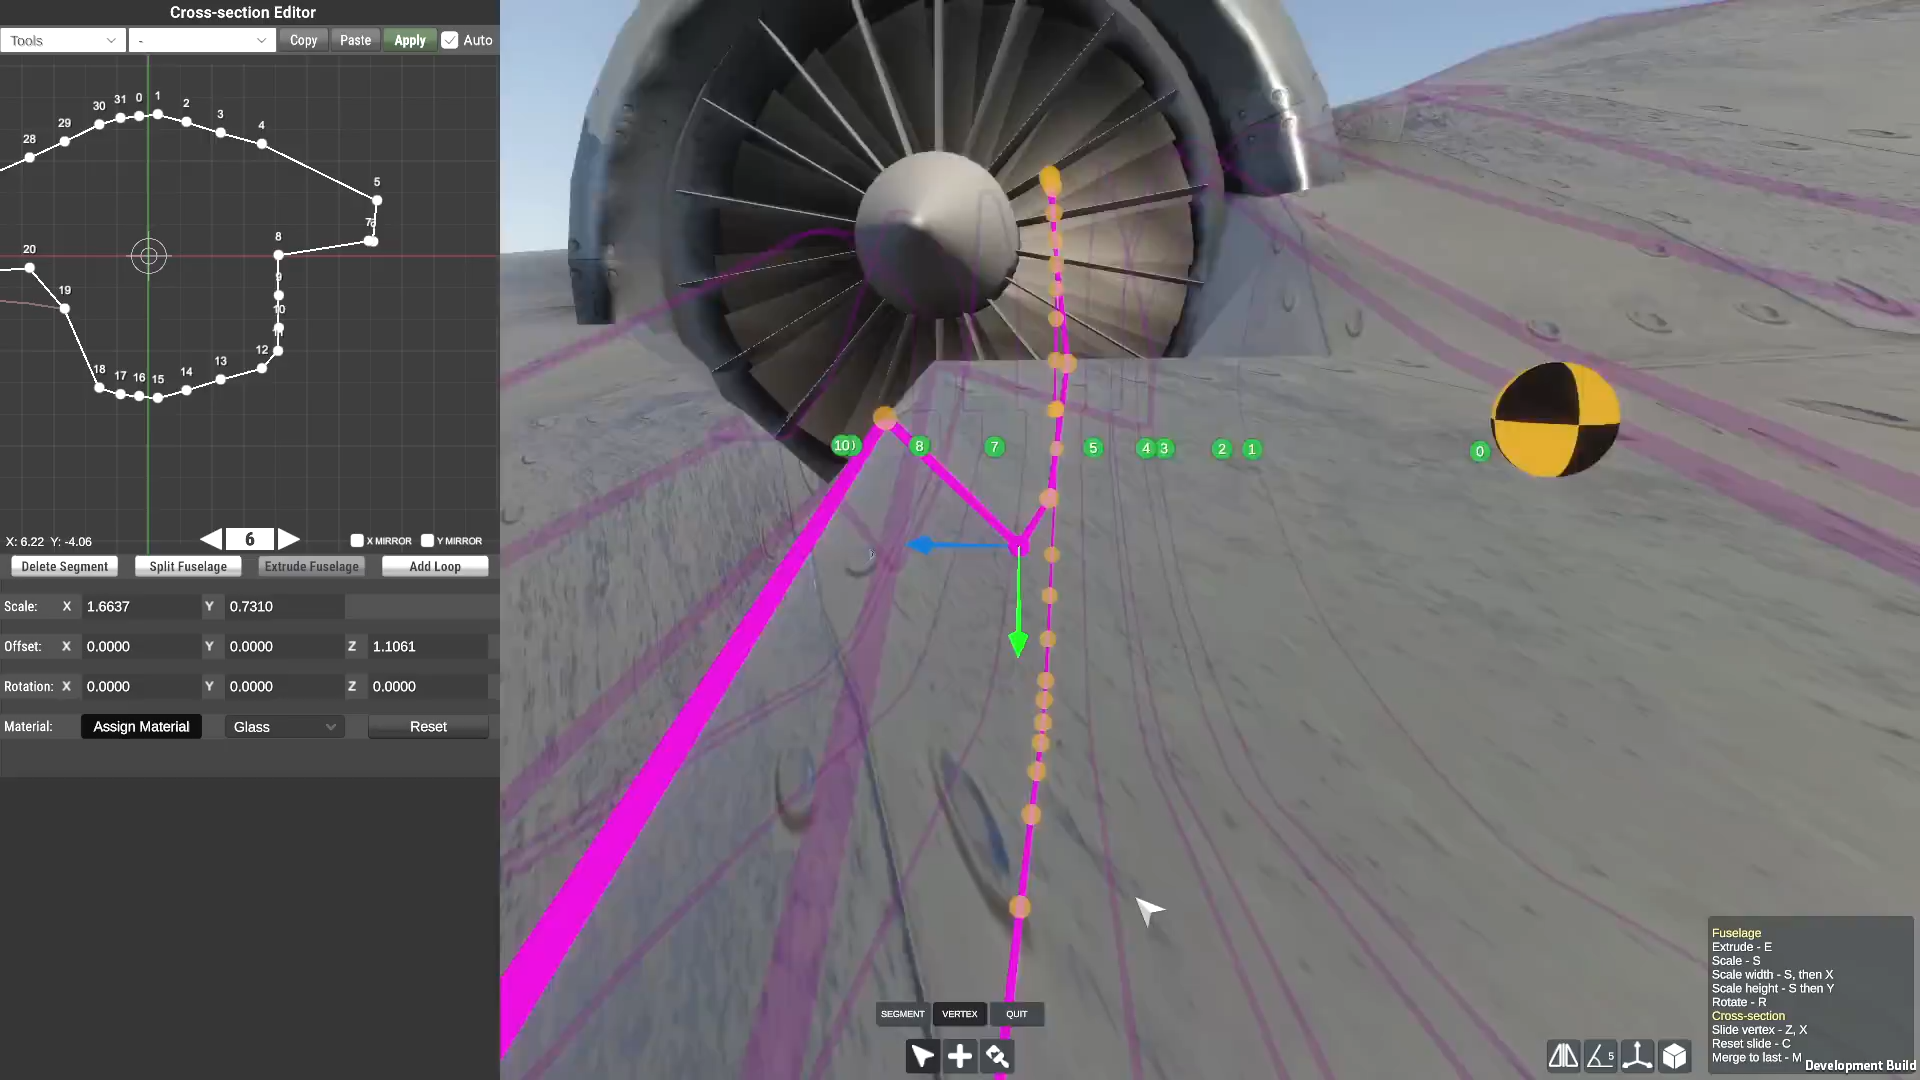 Cross-section Editor
Tools - Copy Paste Apply Auto
28 29 30 31 0 1 2 3 4 5
20 19 8 9 10 12
18 17 16 15 14 13
X: 6.22 Y: -4.06 6 X MIRROR Y MIRROR
Delete Segment Split Fuselage Extrude Fuselage Add Loop
Scale: X 1.6637 Y 0.7310
Offset: X 0.0000 Y 0.0000 Z 1.1061
Rotation: X 0.0000 Y 0.0000 Z 0.0000
Material: Assign Material Glass Reset
10 8 7 5 4 3 2 1 0
SEGMENT VERTEX QUIT
5
Fuselage
Extrude - E
Scale - S
Scale width - S, then X
Scale height - S then Y
Rotate - R
Cross-section
Slide vertex - Z, X
Reset slide - C
Merge to last - M
Development Build